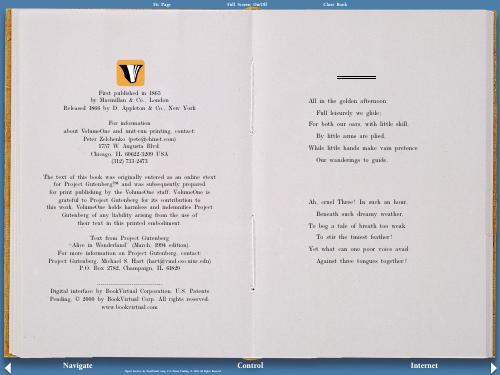 Fit Page Full Screen On/Off Close Book
First published in 1865
by Macmillan & Co., London
Released 1866 by D. Appleton & Co., New York
For information
about VolumeOne and unit-run printing, contact:
Peter Zelchenko (pete@chinet.com)
1757 W. Augusta Blvd.
Chicago, IL 60622-3209 USA
(312) 733-2473
The text of this book was originally entered as an online etext
for Project Gutenberg™ and was subsequently prepared
for print publishing by the VolumeOne staff. VolumeOne is
grateful to Project Gutenberg for its contribution to
this work. VolumeOne holds harmless and indemnifies Project
Gutenberg of any liability arising from the use of
their text in this printed embodiment.
Text from Project Gutenberg
"Alice in Wonderland" (March, 1994 edition).
For more information on Project Gutenberg, contact:
Project Gutenberg, Michael S. Hart (hart@vmd.cso.uiuc.edu)
P.O. Box 2782, Champaign, IL 61820
Digital interface by BookVirtual Corporation. U.S. Patents
Pending. © 2000 by BookVirtual Corp. All rights reserved.
www.bookvirtual.com
All in the golden afternoon
Full leisurely we glide;
For both our oars, with little skill,
By little arms are plied,
While little hands make vain pretence
Our wanderings to guide.
Ah, cruel Three! In such an hour,
Beneath such dreamy weather,
To beg a tale of breath too weak
To stir the tiniest feather!
Yet what can one poor voice avail
Against three tongues together!
Navigate Control Internet